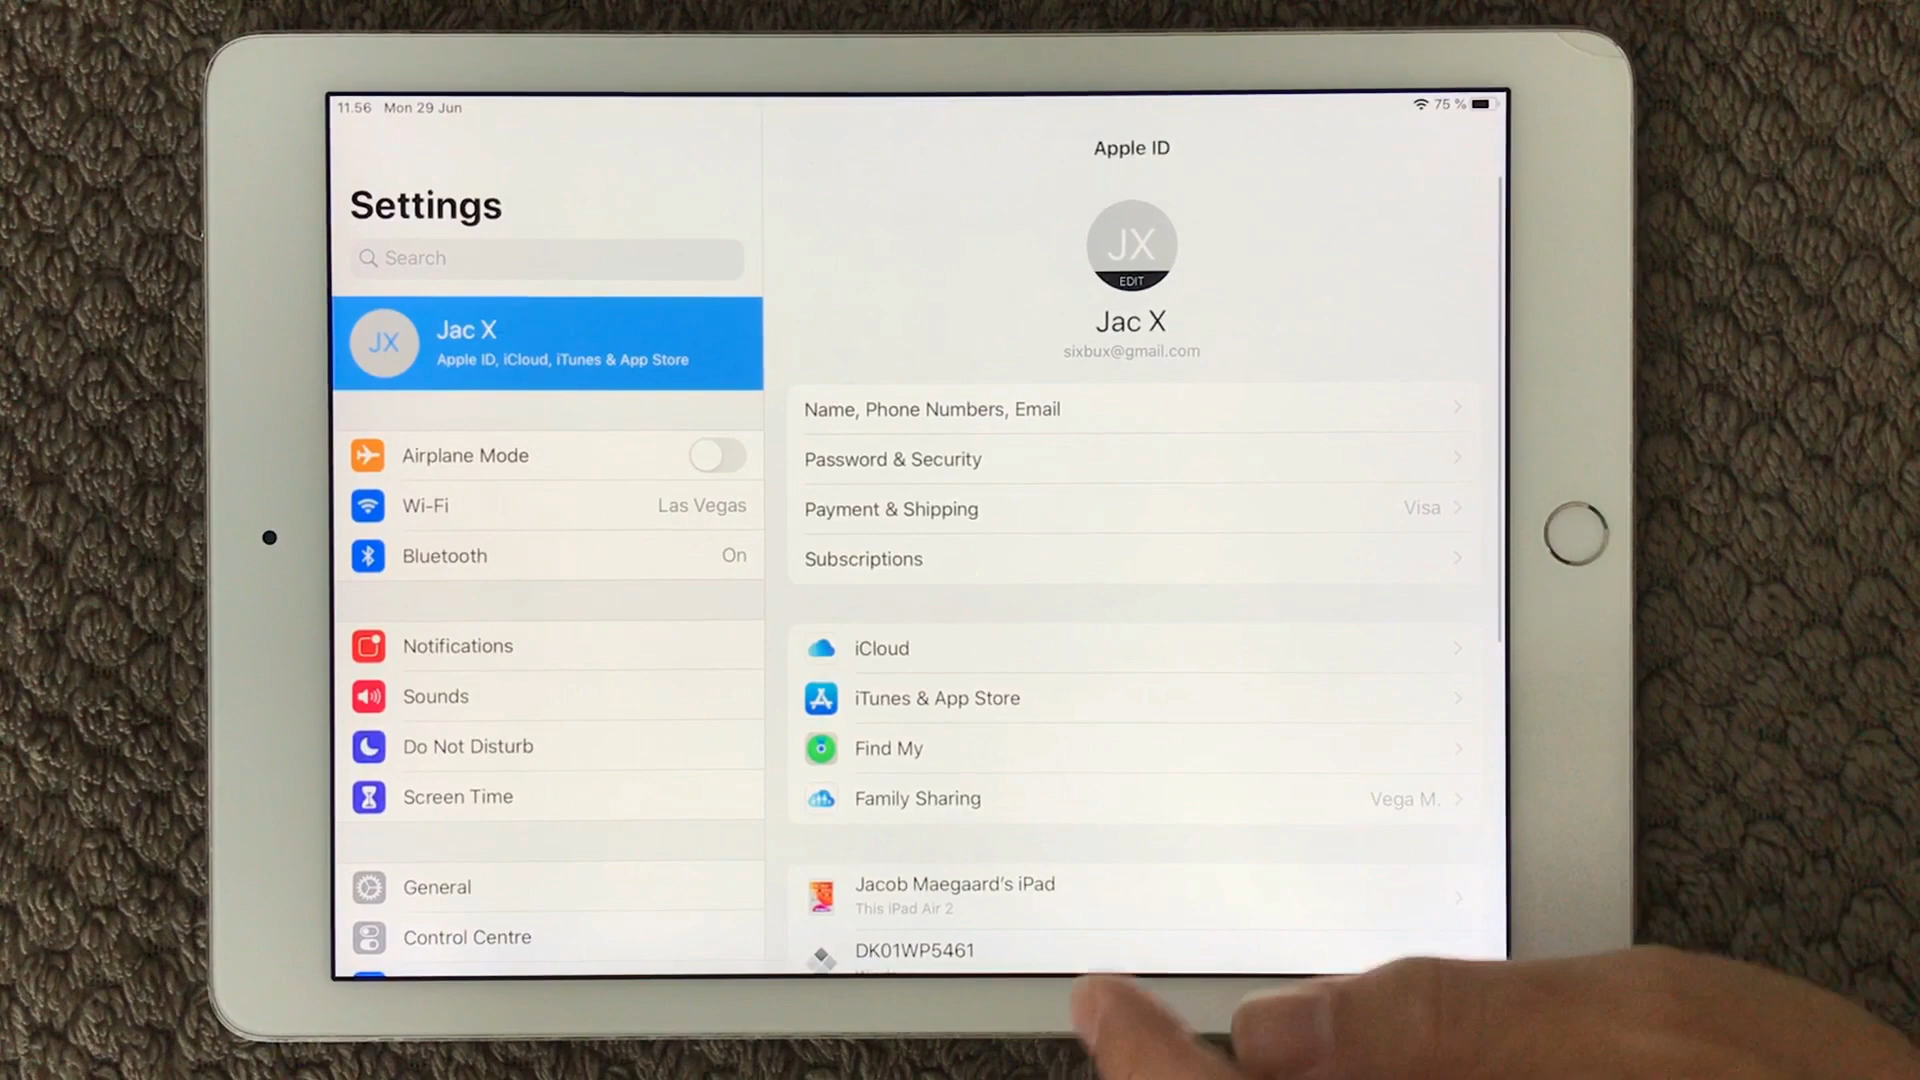 11.56 Mon 29 Jun
75 %
Settings
Search
JX
Jac X
Apple ID, iCloud, iTunes & App Store
Airplane Mode
Wi-Fi Las Vegas
Bluetooth On
Notifications
Sounds
Do Not Disturb
Screen Time
General
Control Centre
Apple ID
JX
EDIT
Jac X
sixbux@gmail.com
Name, Phone Numbers, Email
Password & Security
Payment & Shipping Visa
Subscriptions
iCloud
iTunes & App Store
Find My
Family Sharing Vega M.
Jacob Maegaard's iPad
This iPad Air 2
DK01WP5461